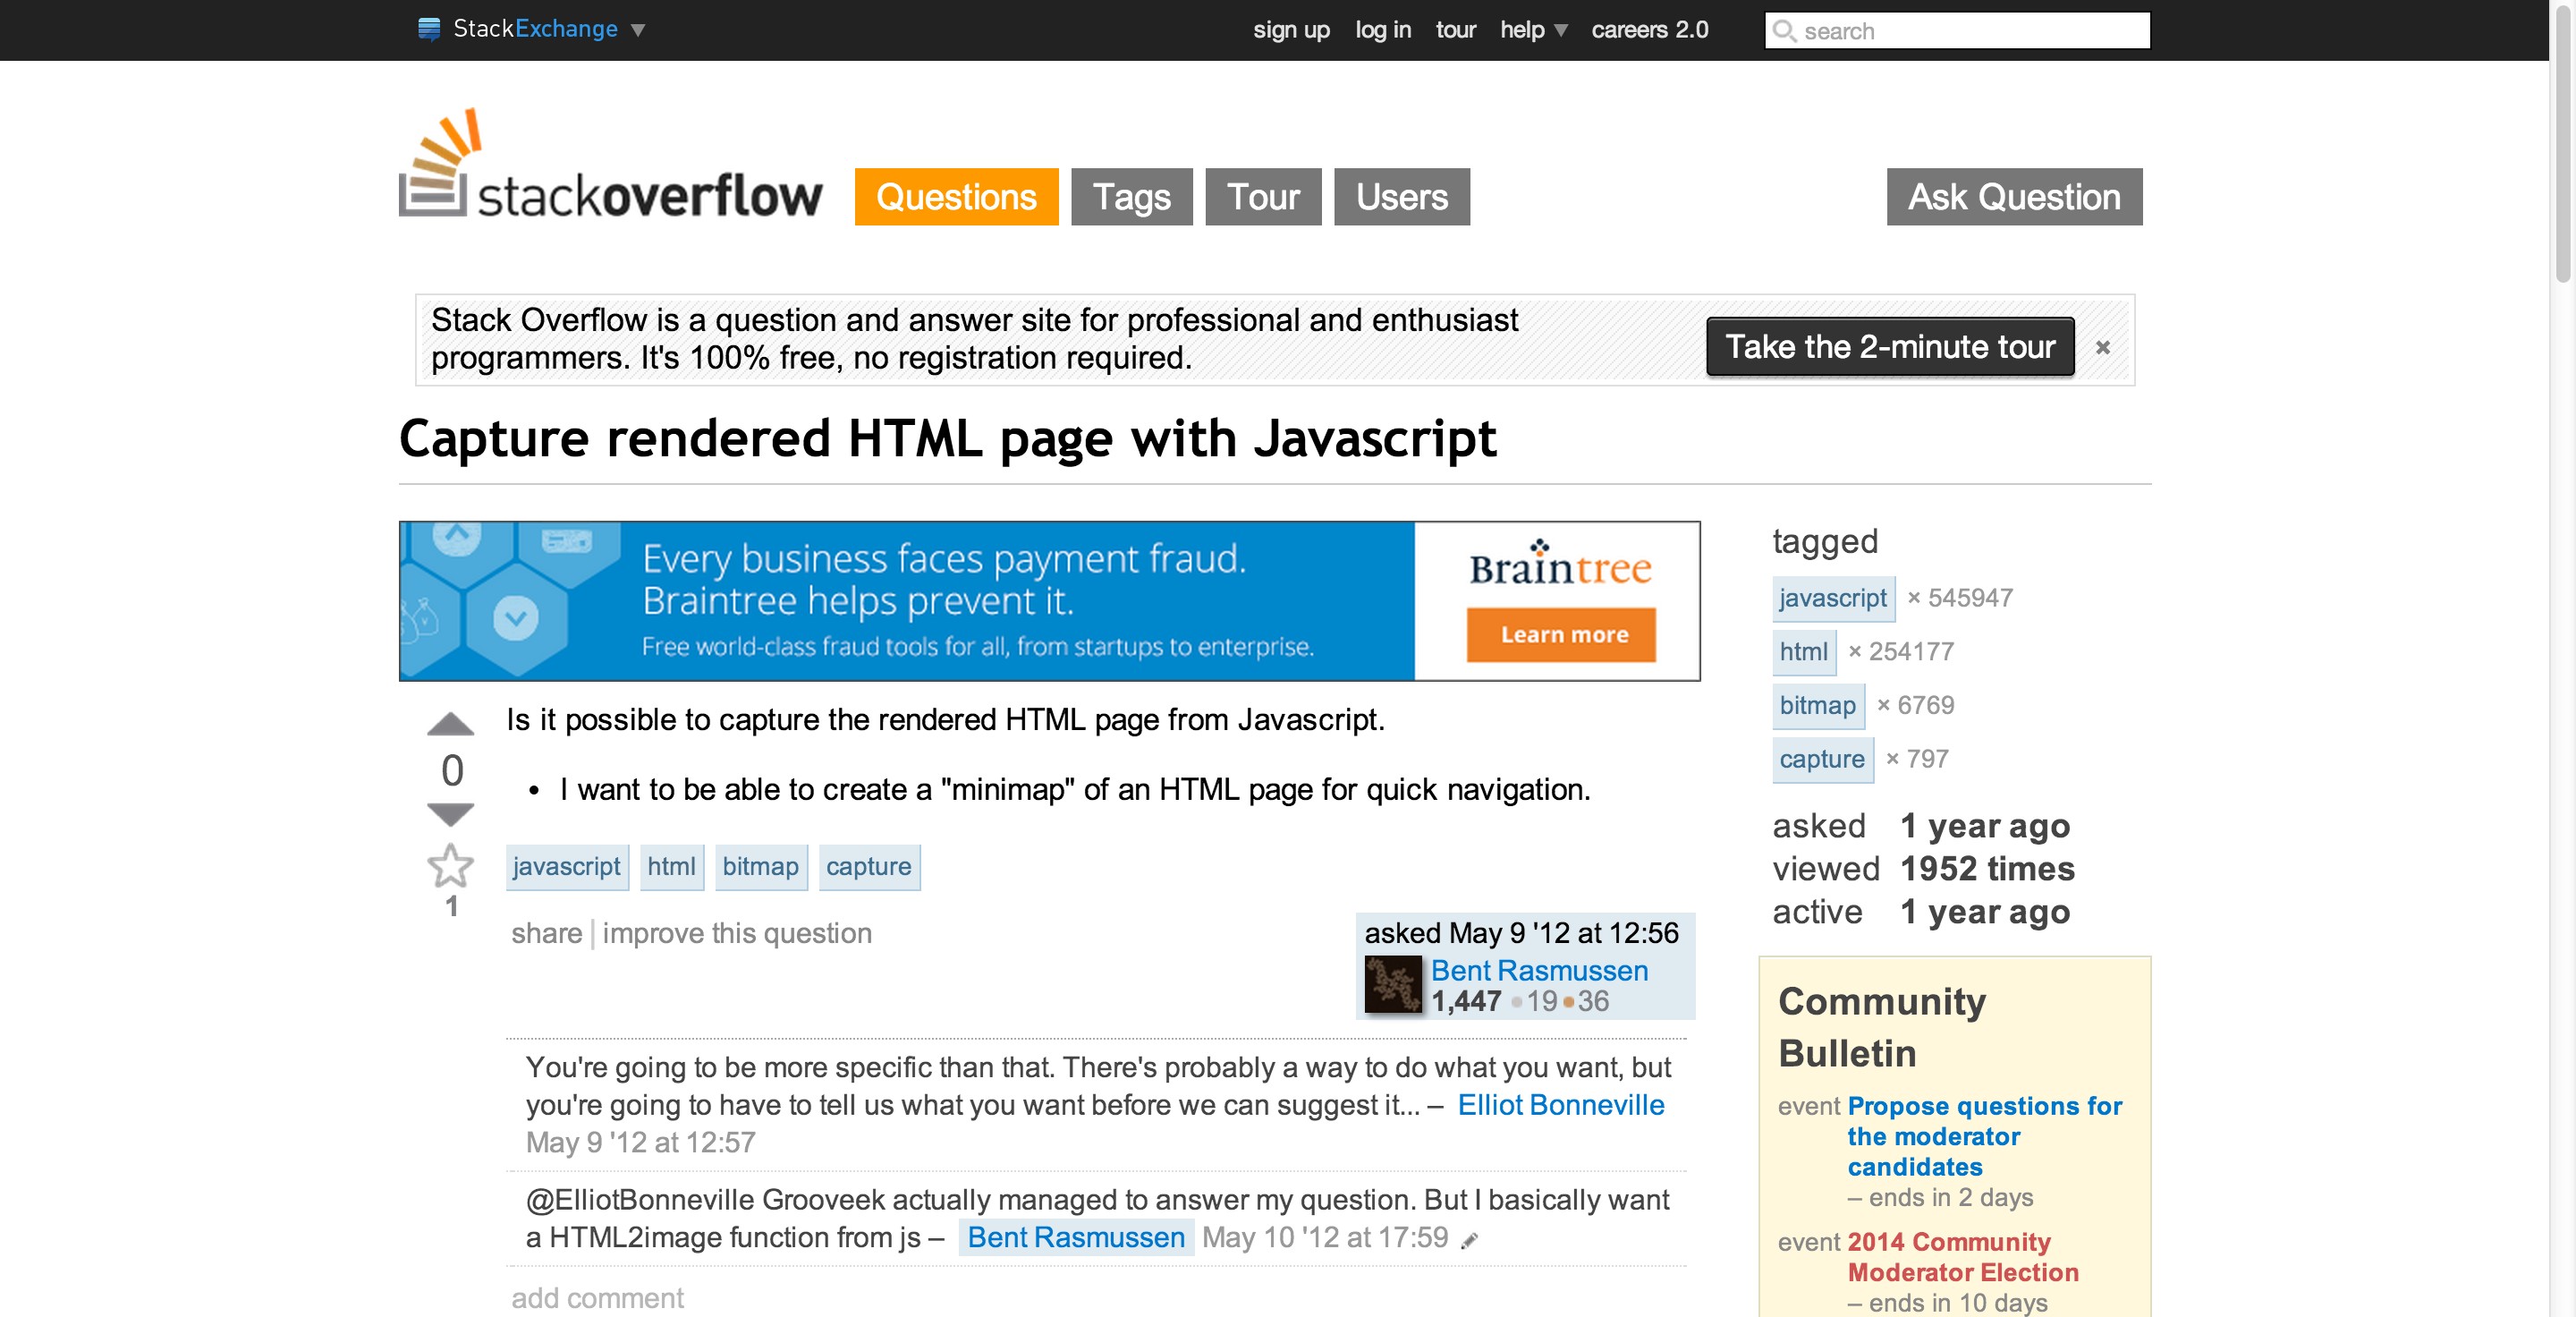 StackExchange ▼
sign up log in tour help ▼ careers 2.0 search
stackoverflow
Questions Tags Tour Users Ask Question
Stack Overflow is a question and answer site for professional and enthusiast
programmers. It's 100% free, no registration required.
Take the 2-minute tour ×
Capture rendered HTML page with Javascript
Every business faces payment fraud.
Braintree helps prevent it.
Free world-class fraud tools for all, from startups to enterprise.
Braintree
Learn more
0
1
Is it possible to capture the rendered HTML page from Javascript.
• I want to be able to create a "minimap" of an HTML page for quick navigation.
javascript html bitmap capture
share improve this question
asked May 9 '12 at 12:56
Bent Rasmussen
1,447 ●19 ●36
You're going to be more specific than that. There's probably a way to do what you want, but
you're going to have to tell us what you want before we can suggest it... – Elliot Bonneville
May 9 '12 at 12:57
@ElliotBonneville Grooveek actually managed to answer my question. But I basically want
a HTML2image function from js – Bent Rasmussen May 10 '12 at 17:59
add comment
tagged
javascript × 545947
html × 254177
bitmap × 6769
capture × 797
asked 1 year ago
viewed 1952 times
active 1 year ago
Community
Bulletin
event Propose questions for
the moderator
candidates
– ends in 2 days
event 2014 Community
Moderator Election
– ends in 10 days